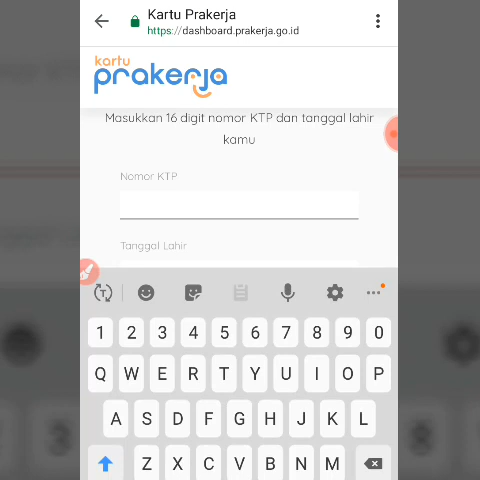 Kartu Prakerja
https://dashboard.prakerja.go.id
kartu
prakerja
Masukkan 16 digit nomor KTP dan tanggal lahir
kamu
Nomor KTP
Tanggal Lahir
T
1 2 3 4 5 6 7 8 9 0
Q W E R T Y U I O P
A S D F G H J K L
Z X C V B N M